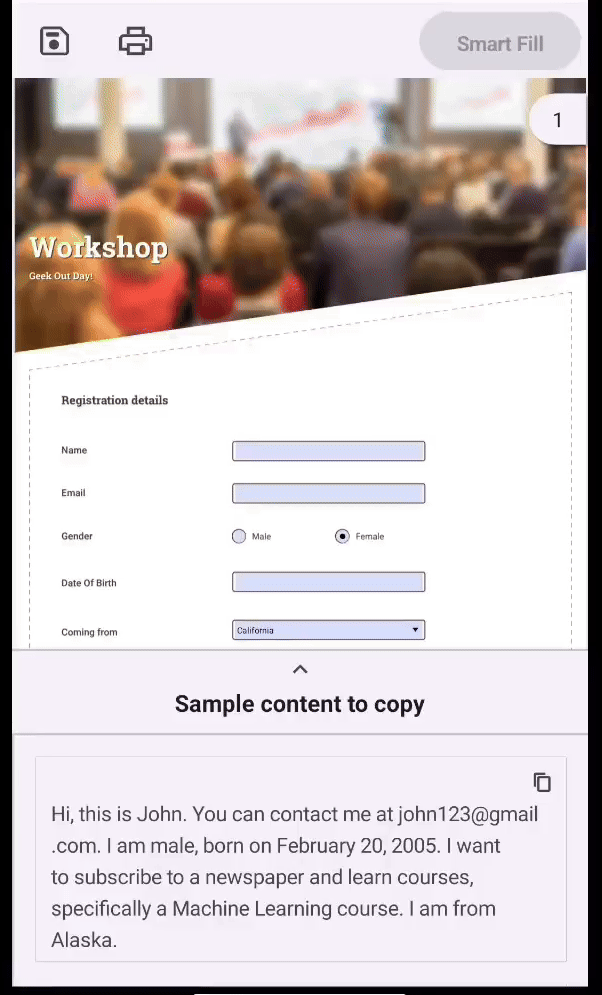 Smart Fill
1
Workshop
Geek Out Day!
Registration details
Name
Email
Gender
Male
Female
Date Of Birth
Coming from
California
Sample content to copy
Hi, this is John. You can contact me at john123@gmail
.com. I am male, born on February 20, 2005. I want
to subscribe to a newspaper and learn courses,
specifically a Machine Learning course. I am from
Alaska.